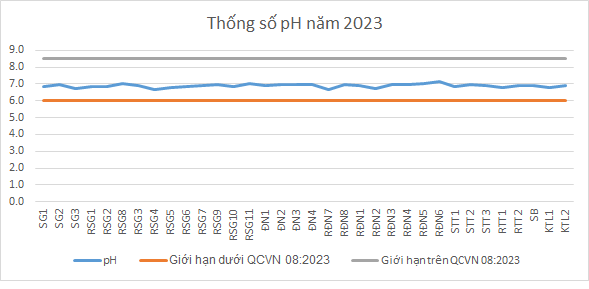 Thống số pH năm 2023
9.0
8.0
7.0
6.0
5.0
4.0
3.0
2.0
1.0
0.0
SG1
SG2
SG3
RSG1
RSG2
RSG8
RSG3
RSG4
RSG5
RSG6
RSG7
RSG9
RSG10
RSG11
ĐN1
ĐN2
ĐN3
ĐN4
RĐN7
RĐN8
RĐN1
RĐN2
RĐN3
RĐN4
RĐN5
RĐN6
STT1
STT2
STT3
RTT1
RTT2
SB
KTL1
KTL2
pH
Giới hạn dưới QCVN 08:2023
Giới hạn trên QCVN 08:2023